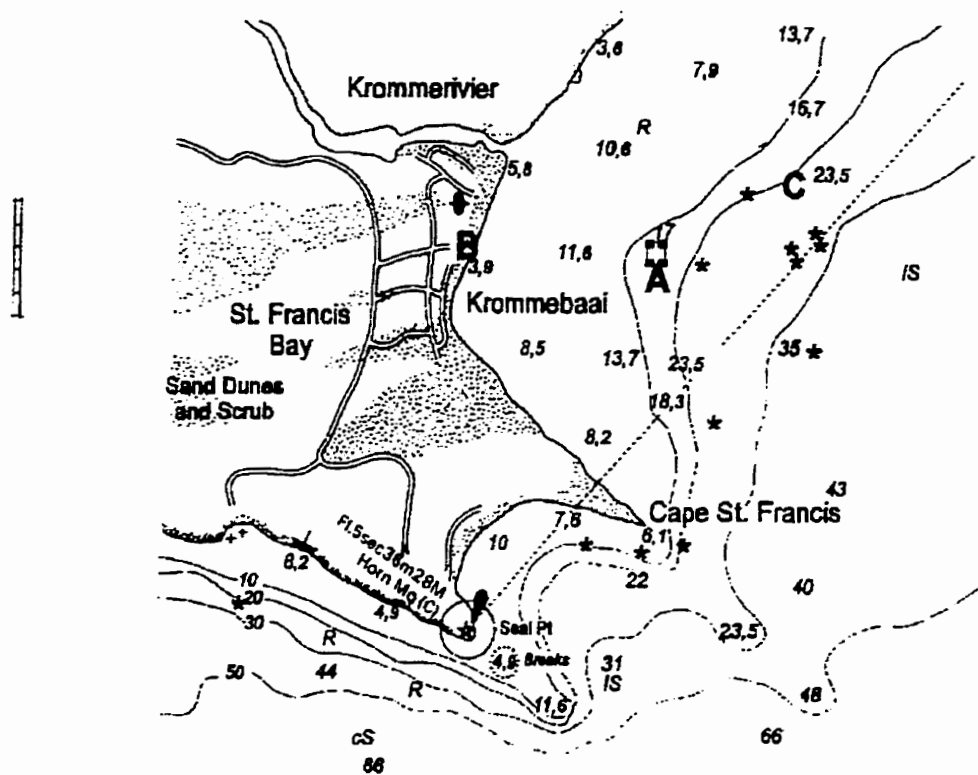 13,7
3,6
7,9
Krommerivier
16,7
R
10,6
5,8
23,5
C
11,6
3,9
A
lS
Krommebaai
St. Francis
Bay
8,5
13,7
23,5
35
Sand Dunes
and Scrub
18,3
8,2
43
7,6
Cape St. Francis
6,1
10
Fl.5sec36m28M
Horn Mo (C)
8,2
22
10
20
40
4,9
30
R
Seal Pt
23,5
4,9 Breaks
31
lS
50
44
R
11,6
48
cS
66
66